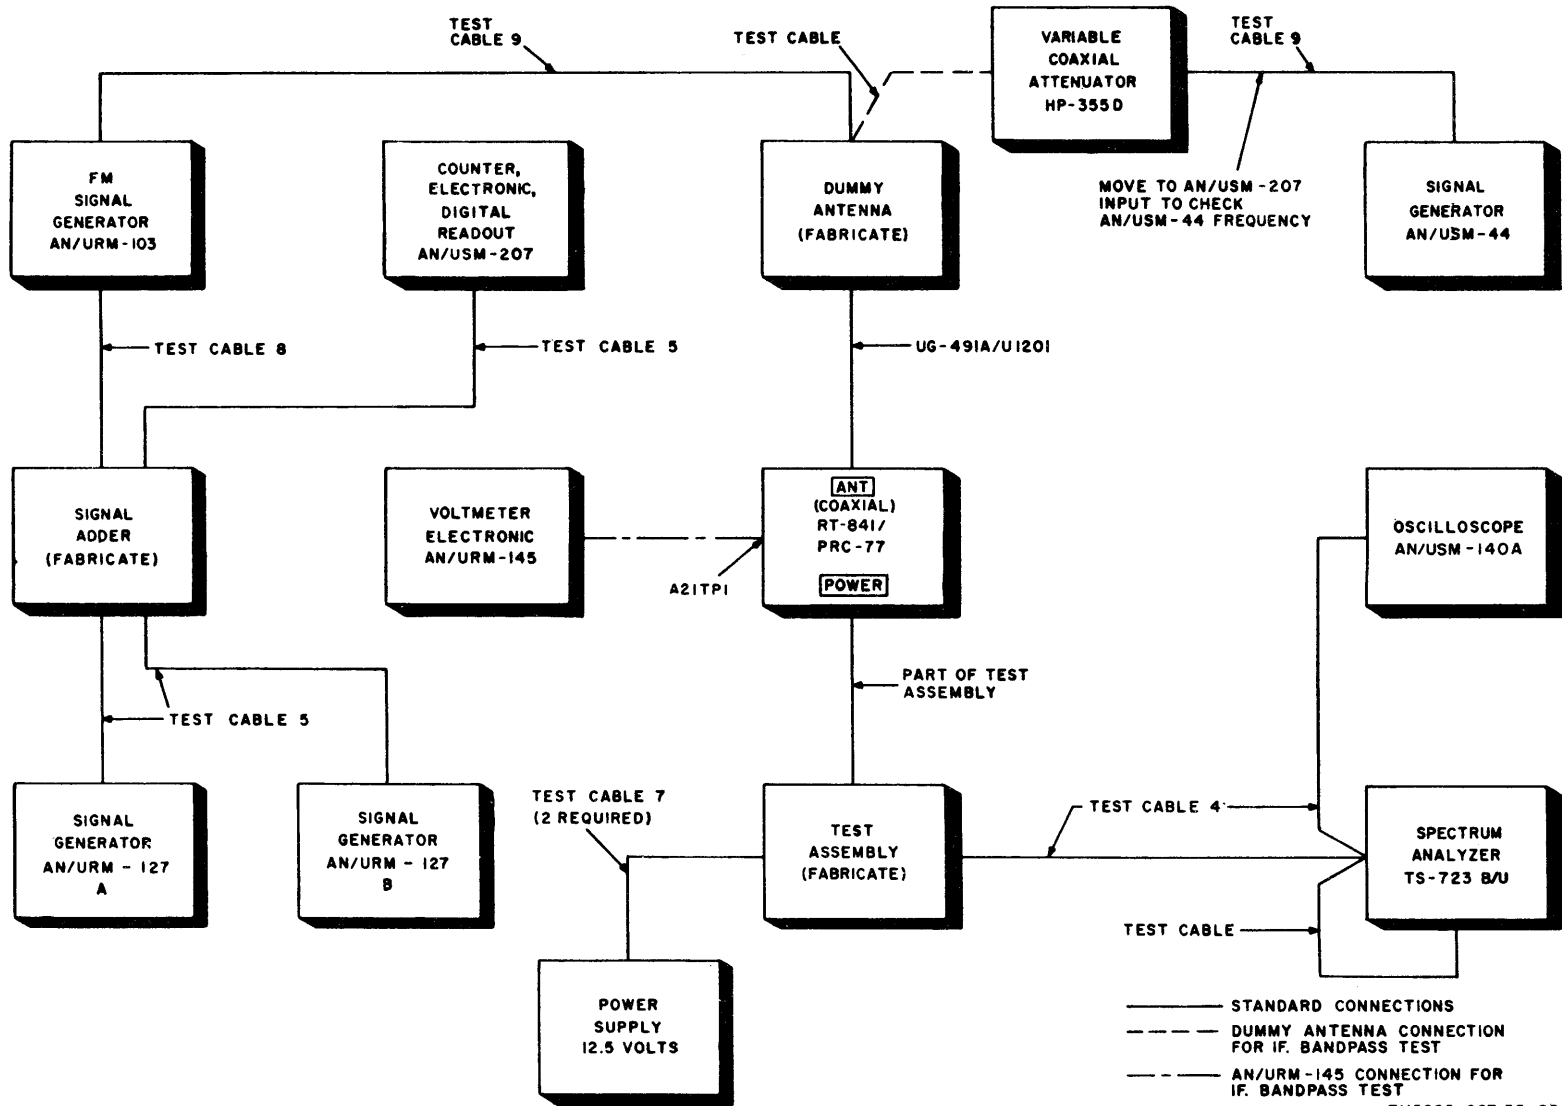 TEST
CABLE 9
TEST CABLE
VARIABLE
COAXIAL
ATTENUATOR
HP-355D
TEST
CABLE 9
FM
SIGNAL
GENERATOR
AN/URM-103
COUNTER,
ELECTRONIC,
DIGITAL
READOUT
AN/USM-207
DUMMY
ANTENNA
(FABRICATE)
MOVE TO AN/USM-207
INPUT TO CHECK
AN/USM-44 FREQUENCY
SIGNAL
GENERATOR
AN/USM-44
TEST CABLE 8
TEST CABLE 5
UG-491A/U1201
SIGNAL
ADDER
(FABRICATE)
VOLTMETER
ELECTRONIC
AN/URM-145
A21TP1
ANT
(COAXIAL)
RT-841/
PRC-77
POWER
OSCILLOSCOPE
AN/USM-140A
PART OF TEST
ASSEMBLY
TEST CABLE 5
SIGNAL
GENERATOR
AN/URM-127
A
SIGNAL
GENERATOR
AN/URM-127
B
TEST CABLE 7
(2 REQUIRED)
TEST
ASSEMBLY
(FABRICATE)
TEST CABLE 4
SPECTRUM
ANALYZER
TS-723 B/U
TEST CABLE
POWER
SUPPLY
12.5 VOLTS
STANDARD CONNECTIONS
DUMMY ANTENNA CONNECTION
FOR IF. BANDPASS TEST
AN/URM-145 CONNECTION FOR
IF. BANDPASS TEST